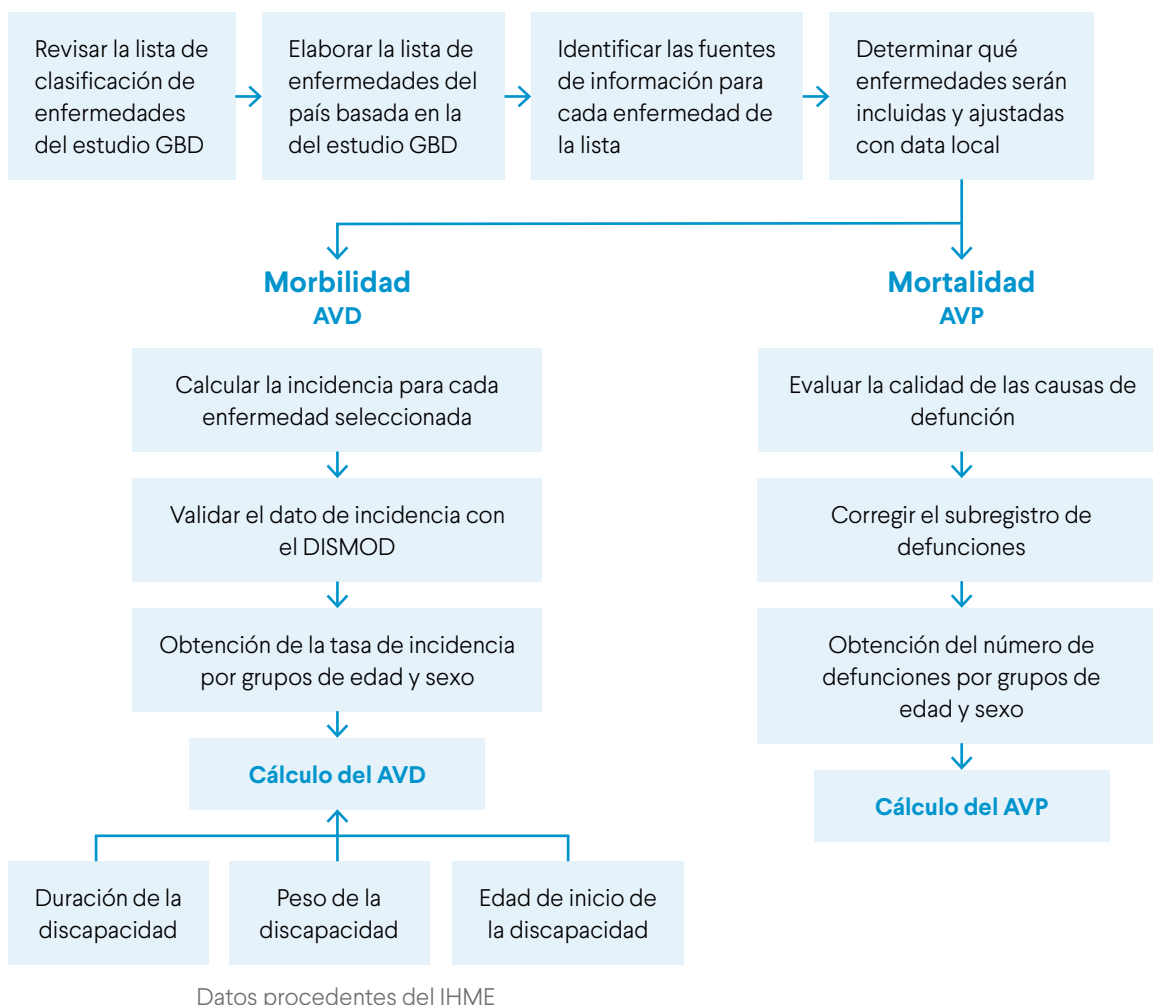 Revisar la lista de
clasificación de
enfermedades
del estudio GBD
Elaborar la lista de
enfermedades del
país basada en la
del estudio GBD
Identificar las fuentes
de información para
cada enfermedad de
la lista
Determinar qué
enfermedades serán
incluidas y ajustadas
con data local
Morbilidad
AVD
Calcular la incidencia para cada
enfermedad seleccionada
Validar el dato de incidencia con
el DISMOD
Obtención de la tasa de incidencia
por grupos de edad y sexo
Cálculo del AVD
Duración de la
discapacidad
Peso de la
discapacidad
Edad de inicio de
la discapacidad
Datos procedentes del IHME
Mortalidad
AVP
Evaluar la calidad de las causas de
defunción
Corregir el subregistro de
defunciones
Obtención del número de
defunciones por grupos de
edad y sexo
Cálculo del AVP